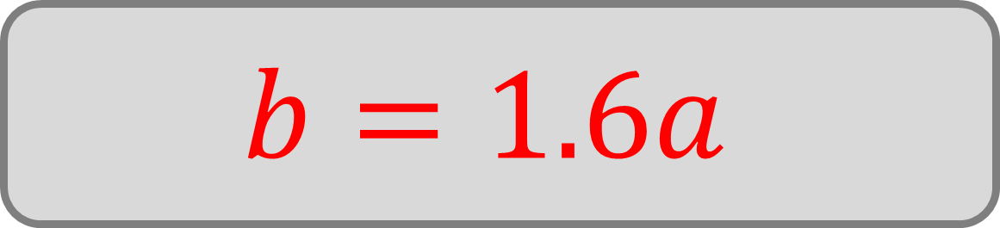 b = 1.6a